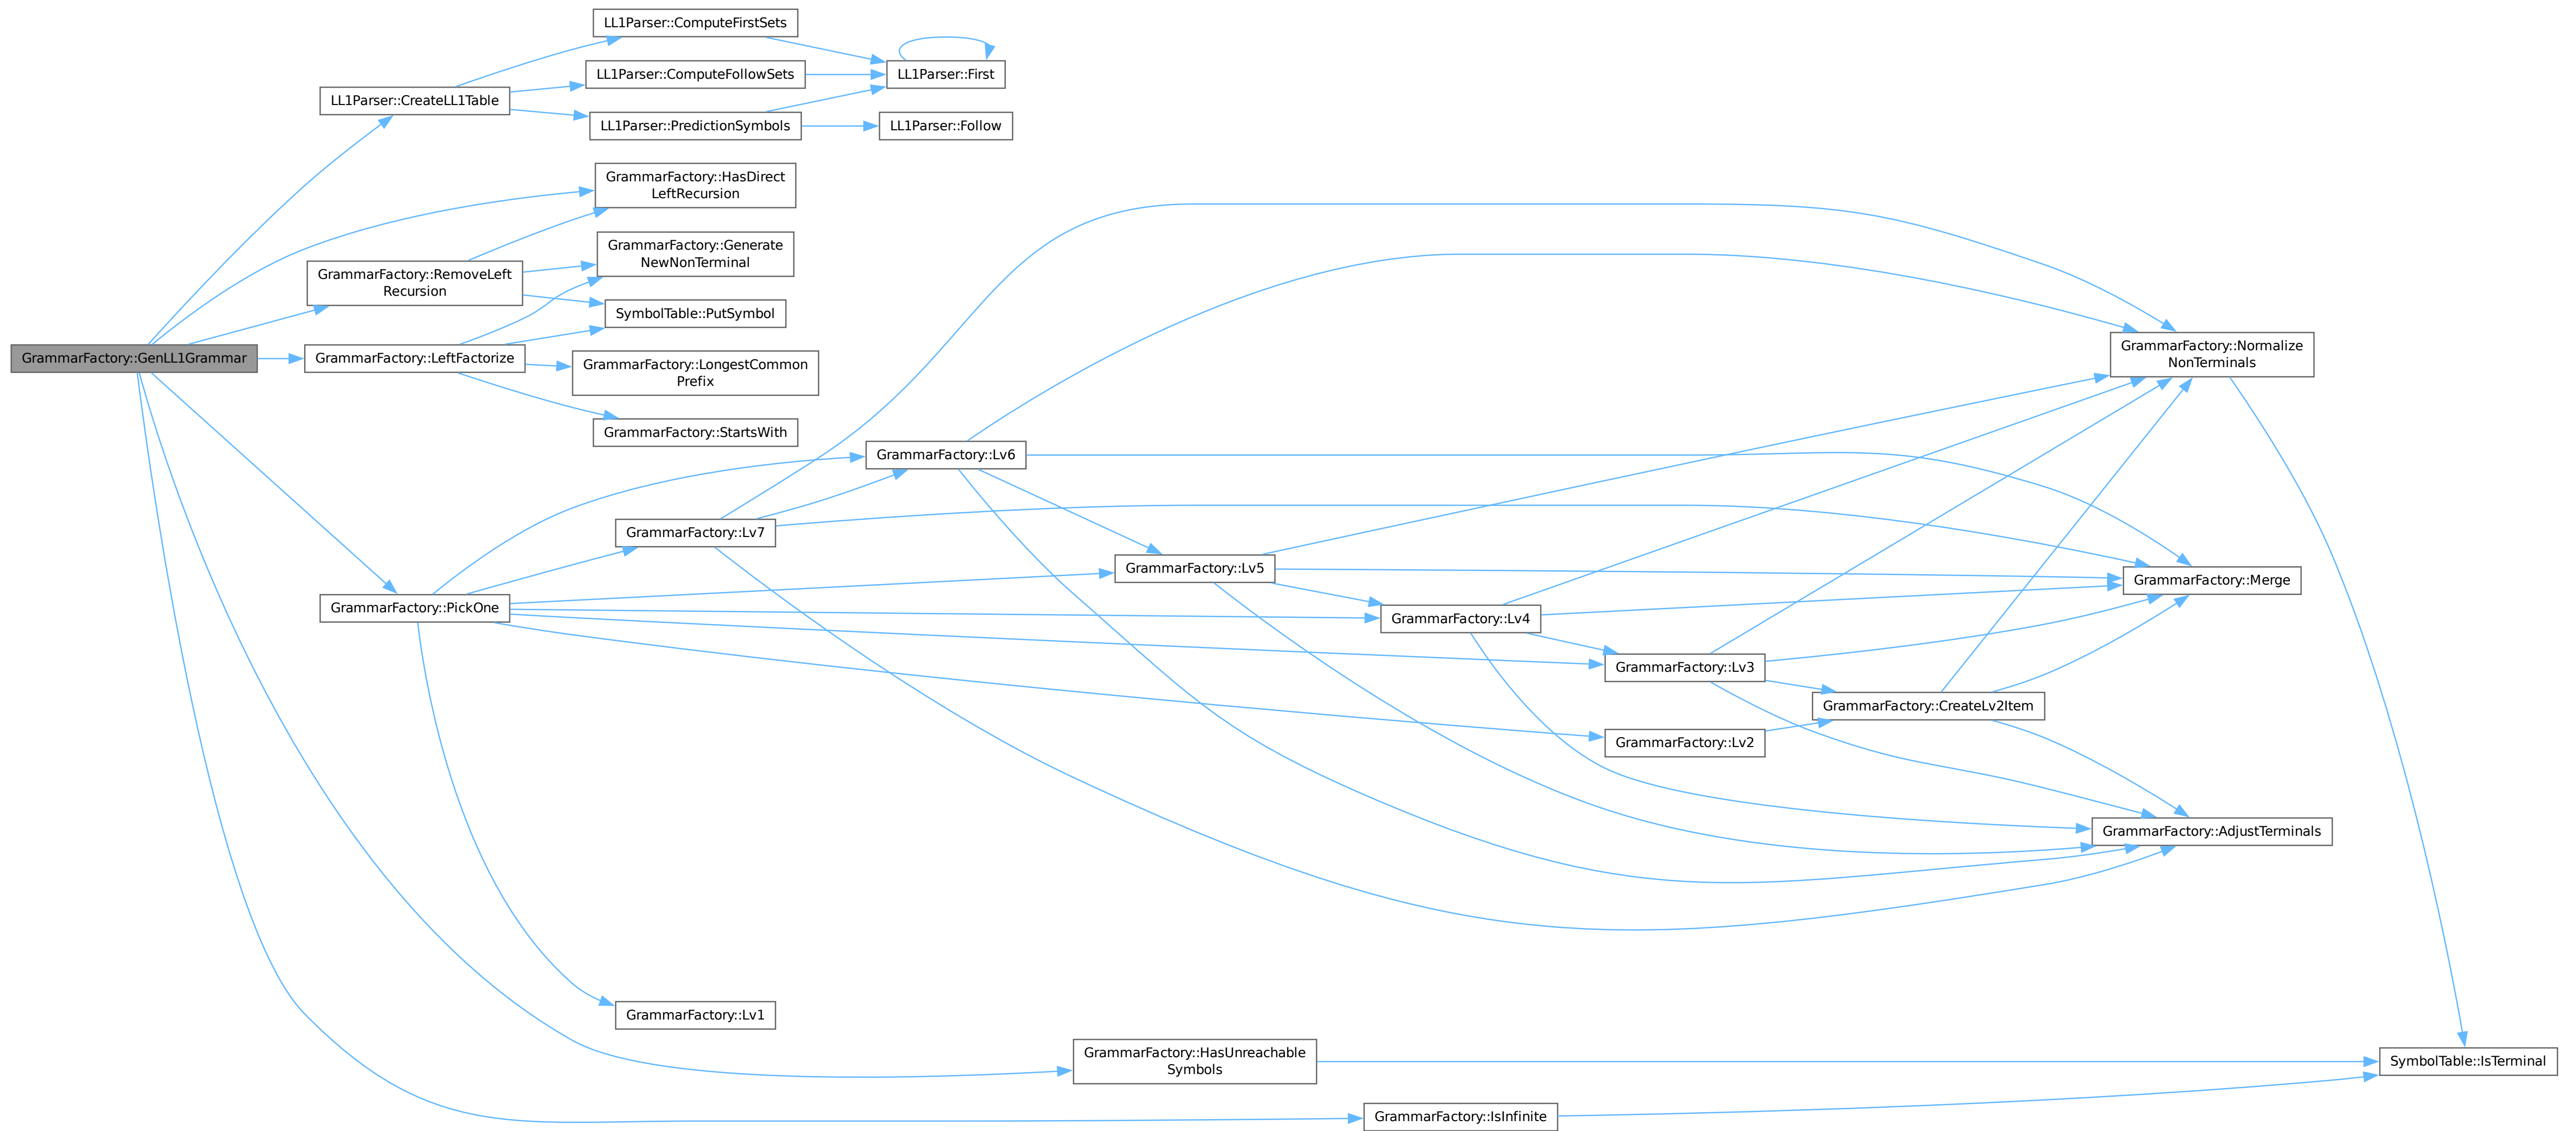 LL1Parser::ComputeFirstSets
LL1Parser::ComputeFollowSets
LL1Parser::First
LL1Parser::CreateLL1Table
LL1Parser::PredictionSymbols
LL1Parser::Follow
GrammarFactory::HasDirect
LeftRecursion
GrammarFactory::Generate
NewNonTerminal
GrammarFactory::RemoveLeft
Recursion
SymbolTable::PutSymbol
GrammarFactory::GenLL1Grammar
GrammarFactory::LeftFactorize
GrammarFactory::LongestCommon
Prefix
GrammarFactory::StartsWith
GrammarFactory::Normalize
NonTerminals
GrammarFactory::Lv6
GrammarFactory::Lv7
GrammarFactory::Lv5
GrammarFactory::Merge
GrammarFactory::PickOne
GrammarFactory::Lv4
GrammarFactory::Lv3
GrammarFactory::CreateLv2Item
GrammarFactory::Lv2
GrammarFactory::AdjustTerminals
GrammarFactory::Lv1
GrammarFactory::HasUnreachable
Symbols
SymbolTable::IsTerminal
GrammarFactory::IsInfinite